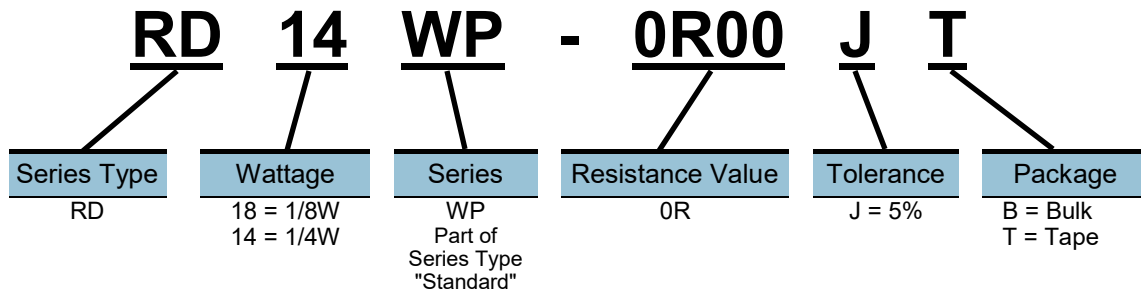 RD 14 WP - 0R00 J T
Series Type Wattage Series Resistance Value Tolerance Package
RD 18 = 1/8W WP 0R J = 5% B = Bulk
14 = 1/4W Part of T = Tape
Series Type
"Standard"